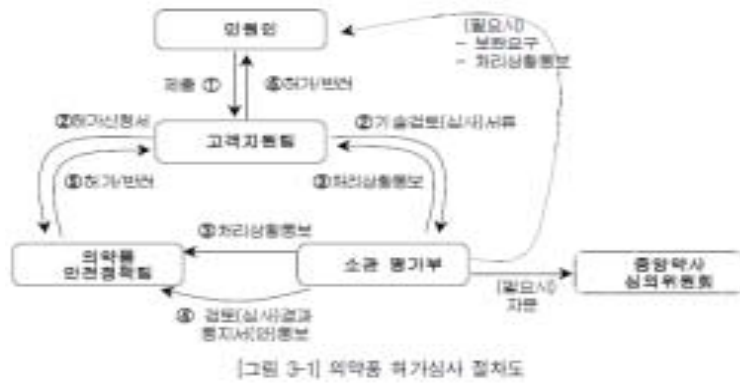 민원인
(필요시)
- 보완요구
- 처리상황통보
제출 ①
⑥허가/반려
②허가신청서
②기술검토(심사)서류
고객지원팀
⑤허가/반려
③처리상황통보
③처리상황통보
의약품
안전정책팀
소관 평가부
중앙약사
심의위원회
(필요시)
자문
④ 검토(심사)결과
통지서(안)통보
[그림 3-1] 의약품 허가심사 절차도